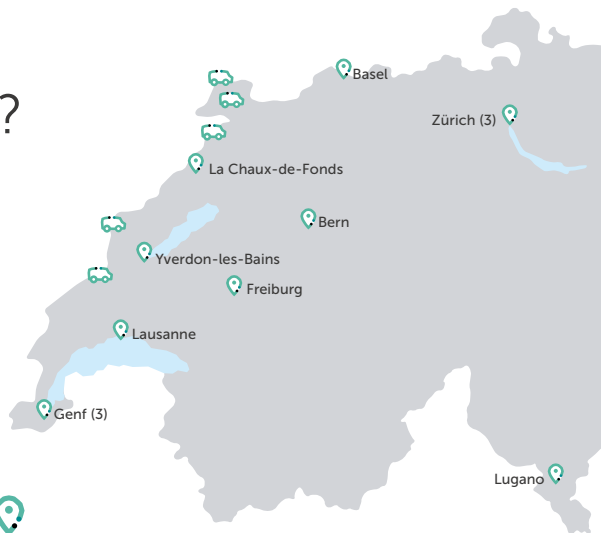 ?
Basel
Zürich (3)
La Chaux-de-Fonds
Bern
Yverdon-les-Bains
Freiburg
Lausanne
Genf (3)
Lugano